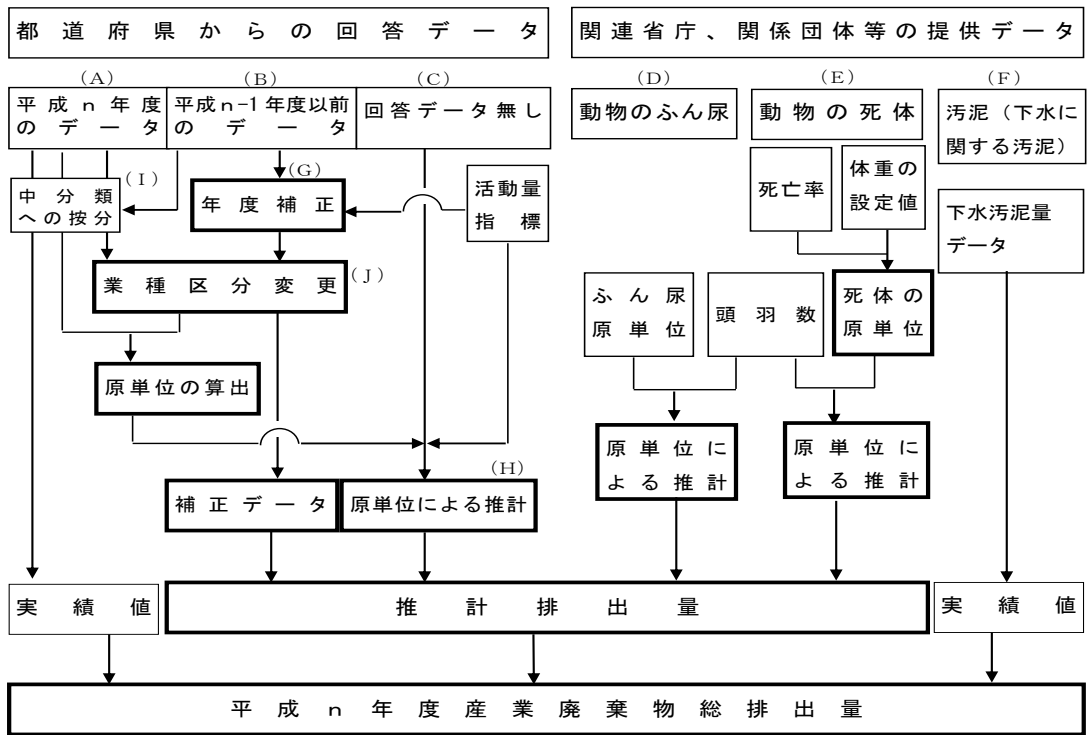 都道府県からの回答データ
関連省庁、関係団体等の提供データ
(A)
(B)
(C)
(D)
(E)
(F)
平成n年度
のデータ
平成n-1年度以前
のデータ
回答データ無し
動物のふん尿
動物の死体
汚泥（下水に
関する汚泥）
(I)
中分類
への按分
(G)
年度補正
活動量
指標
死亡率
体重の
設定値
下水汚泥量
データ
業種区分変更
(J)
ふん尿
原単位
頭羽数
死体の
原単位
原単位の算出
原単位に
よる推計
原単位に
よる推計
(H)
補正データ
原単位による推計
実績値
推計排出量
実績値
平成n年度産業廃棄物総排出量